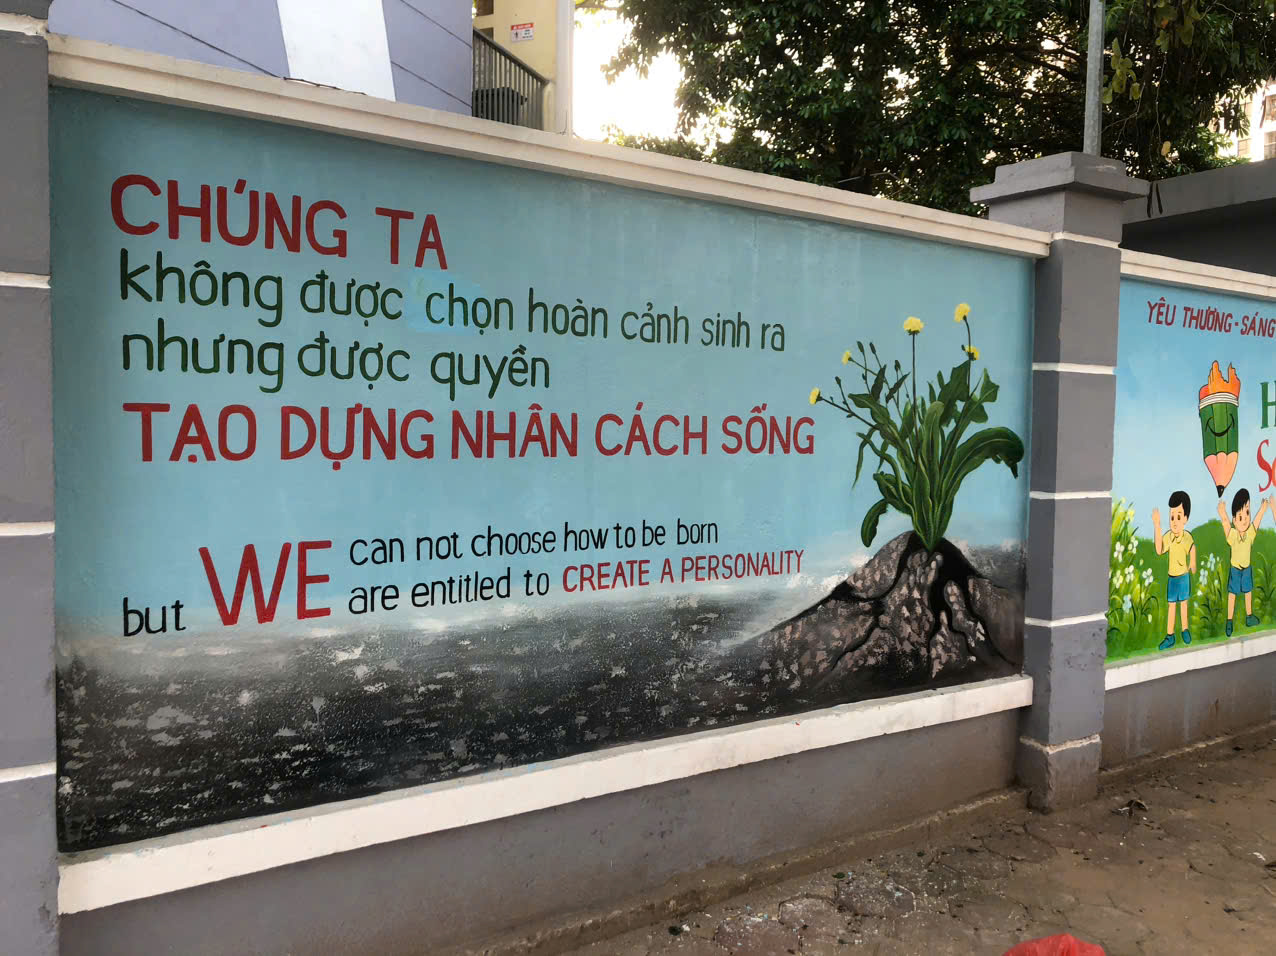 CHÚNG TA
không được chọn hoàn cảnh sinh ra
nhưng được quyền
TẠO DỰNG NHÂN CÁCH SỐNG
WE can not choose how to be born
but are entitled to CREATE A PERSONALITY
YÊU THƯƠNG - SÁNG